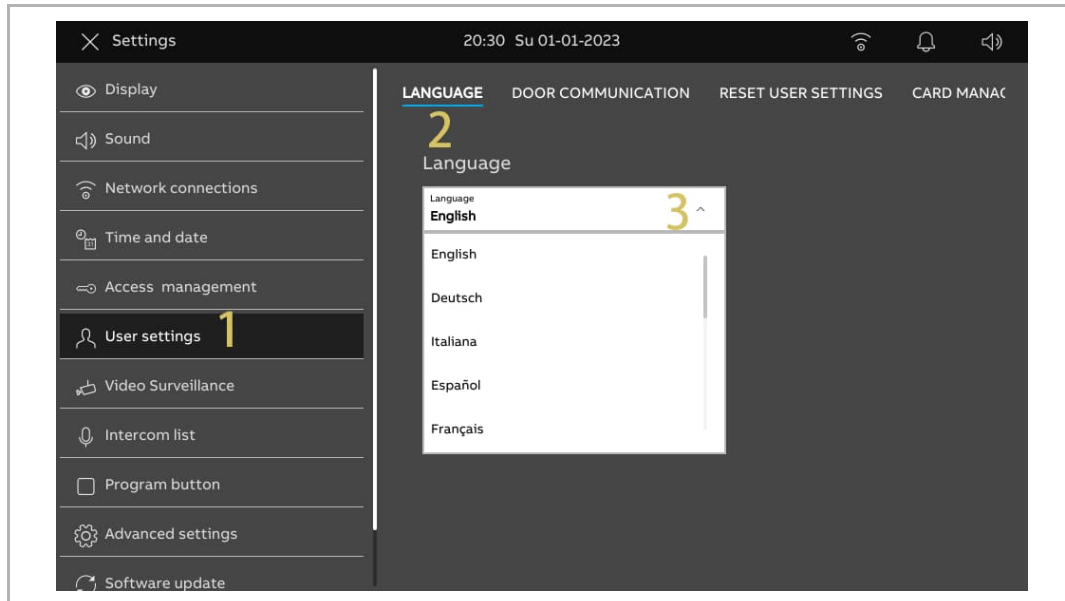 Settings
20:30 Su 01-01-2023
Display
Sound
Network connections
Time and date
Access management
User settings
1
Video Surveillance
Intercom list
Program button
Advanced settings
Software update
LANGUAGE DOOR COMMUNICATION RESET USER SETTINGS CARD MANAG
2
Language
Language
English
3
English
Deutsch
Italiana
Español
Français